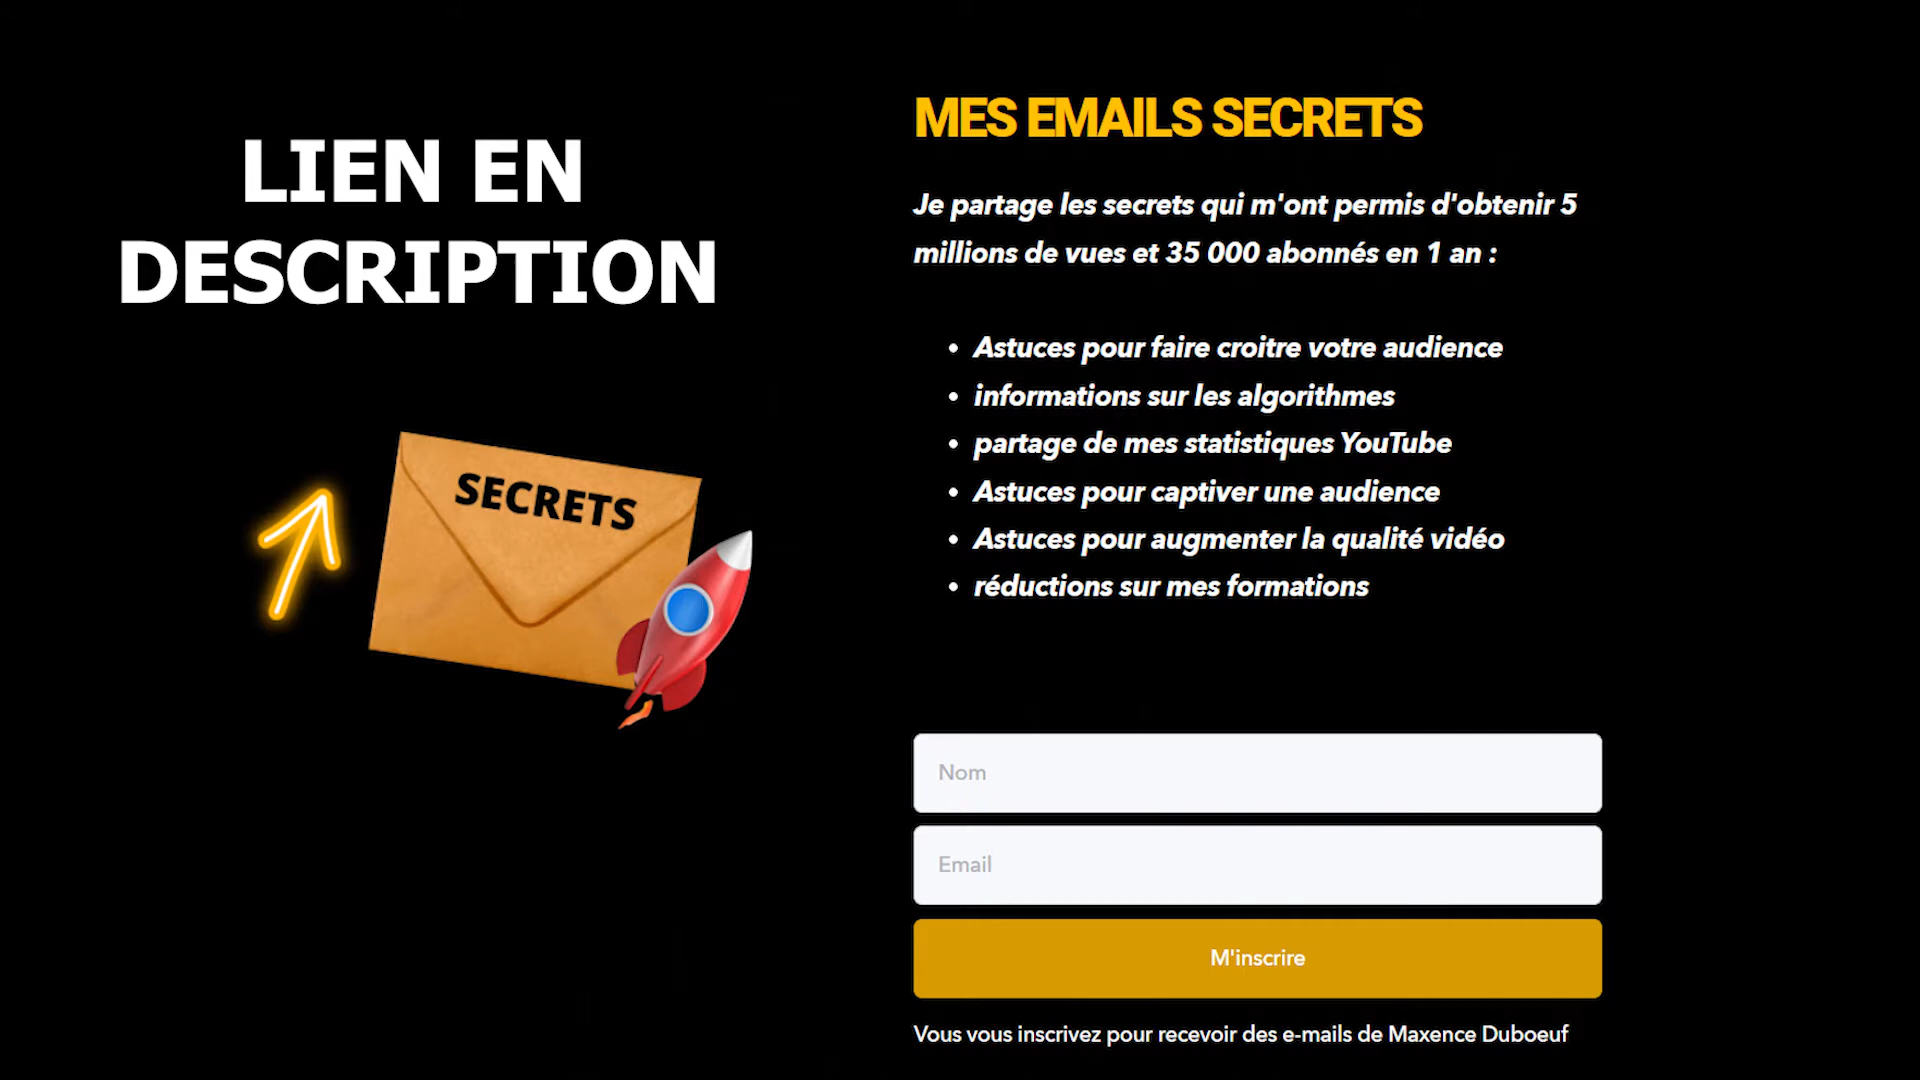 LIEN EN
DESCRIPTION
SECRETS
MES EMAILS SECRETS
Je partage les secrets qui m'ont permis d'obtenir 5
millions de vues et 35 000 abonnés en 1 an :
• Astuces pour faire croitre votre audience
• informations sur les algorithmes
• partage de mes statistiques YouTube
• Astuces pour captiver une audience
• Astuces pour augmenter la qualité vidéo
• réductions sur mes formations
Nom
Email
M'inscrire
Vous vous inscrivez pour recevoir des e-mails de Maxence Duboeuf